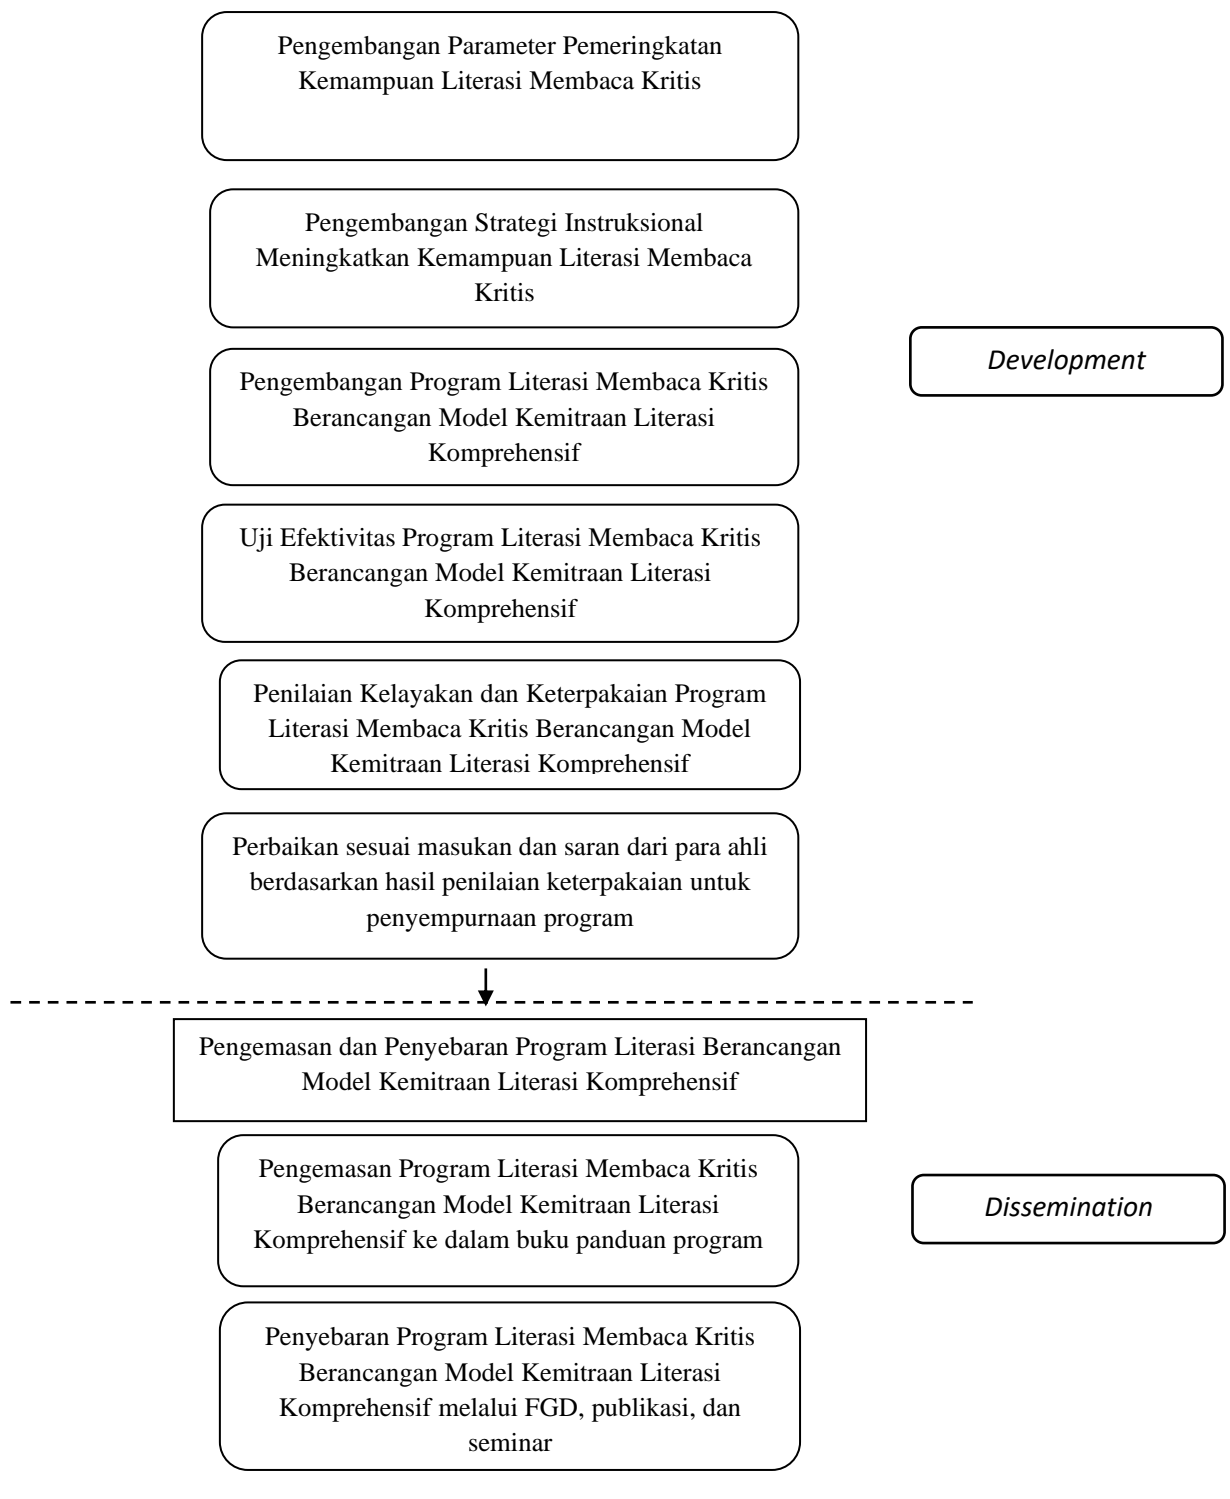 Pengembangan Parameter Pemeringkatan
Kemampuan Literasi Membaca Kritis
Pengembangan Strategi Instruksional
Meningkatkan Kemampuan Literasi Membaca
Kritis
Development
Pengembangan Program Literasi Membaca Kritis
Berancangan Model Kemitraan Literasi
Komprehensif
Uji Efektivitas Program Literasi Membaca Kritis
Berancangan Model Kemitraan Literasi
Komprehensif
Penilaian Kelayakan dan Keterpakaian Program
Literasi Membaca Kritis Berancangan Model
Kemitraan Literasi Komprehensif
Perbaikan sesuai masukan dan saran dari para ahli
berdasarkan hasil penilaian keterpakaian untuk
penyempurnaan program
Pengemasan dan Penyebaran Program Literasi Berancangan
Model Kemitraan Literasi Komprehensif
Pengemasan Program Literasi Membaca Kritis
Berancangan Model Kemitraan Literasi
Komprehensif ke dalam buku panduan program
Dissemination
Penyebaran Program Literasi Membaca Kritis
Berancangan Model Kemitraan Literasi
Komprehensif melalui FGD, publikasi, dan
seminar